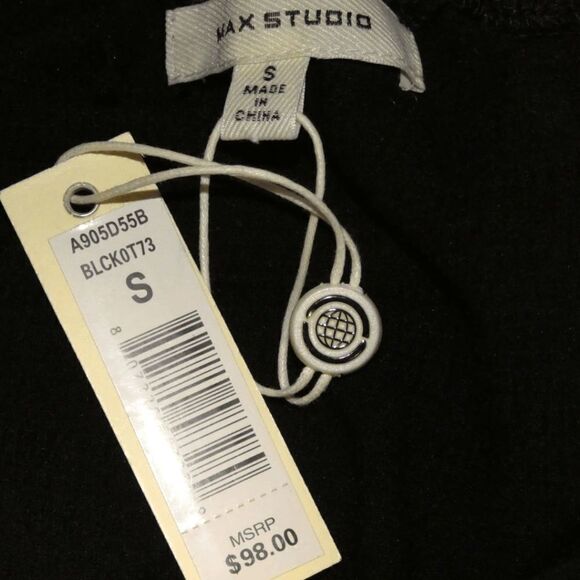 MAX STUDIO
S
MADE
IN
CHINA
A905D55B
BLCK0T73
S
MSRP
$98.00